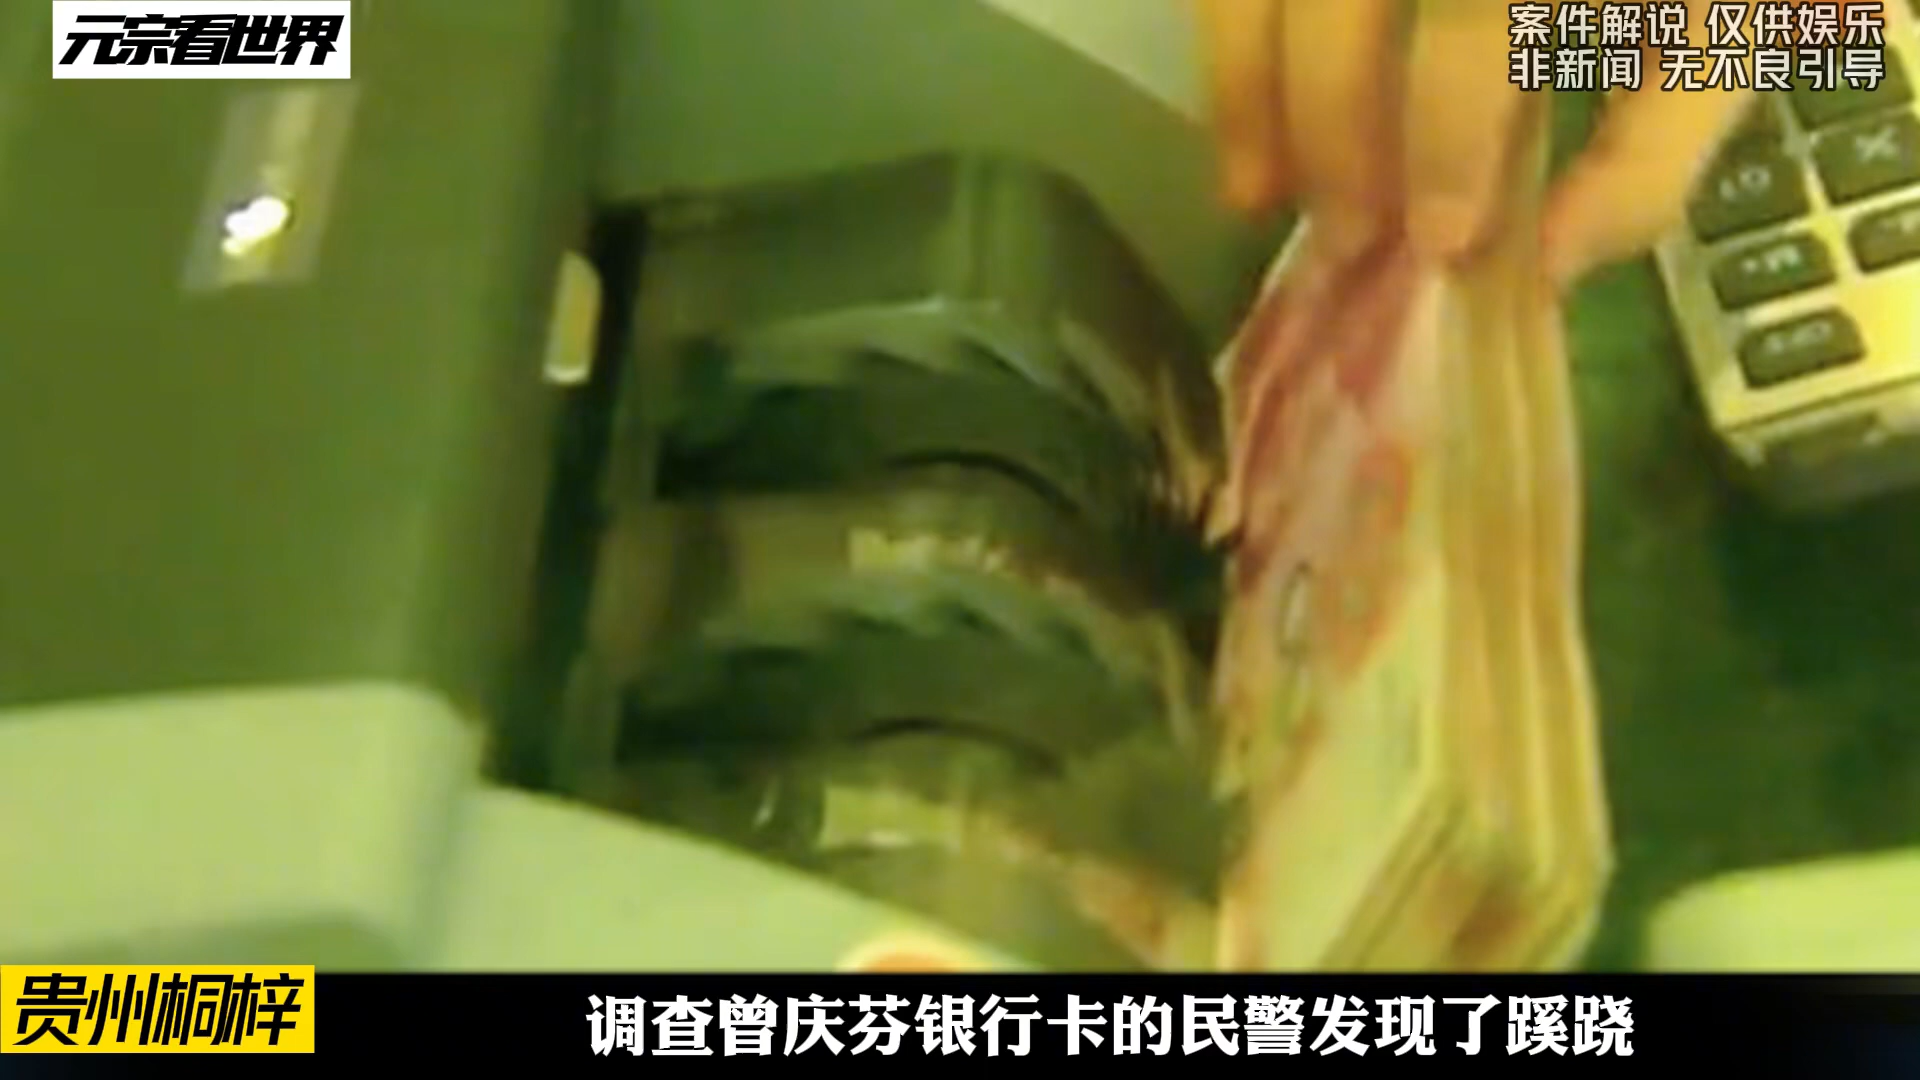 元宗看世界
案件解说 仅供娱乐
非新闻 无不良引导
贵州桐梓
调查曾庆芬银行卡的民警发现了蹊跷